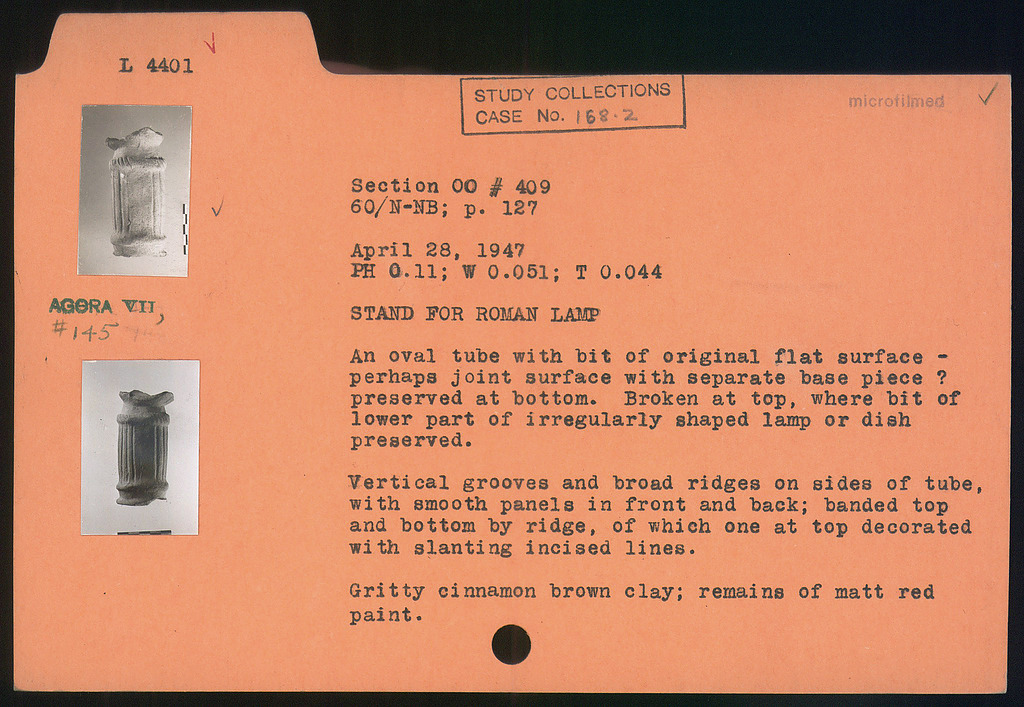 L 4401
STUDY COLLECTIONS
CASE No. 168.2
microfilmed
Section OO # 409
60/N-NB; p. 127
April 28, 1947
PH 0.11; W 0.051; T 0.044
AGORA VII,
#145
STAND FOR ROMAN LAMP
An oval tube with bit of original flat surface -
perhaps joint surface with separate base piece ?
preserved at bottom. Broken at top, where bit of
lower part of irregularly shaped lamp or dish
preserved.
Vertical grooves and broad ridges on sides of tube,
with smooth panels in front and back; banded top
and bottom by ridge, of which one at top decorated
with slanting incised lines.
Gritty cinnamon brown clay; remains of matt red
paint.